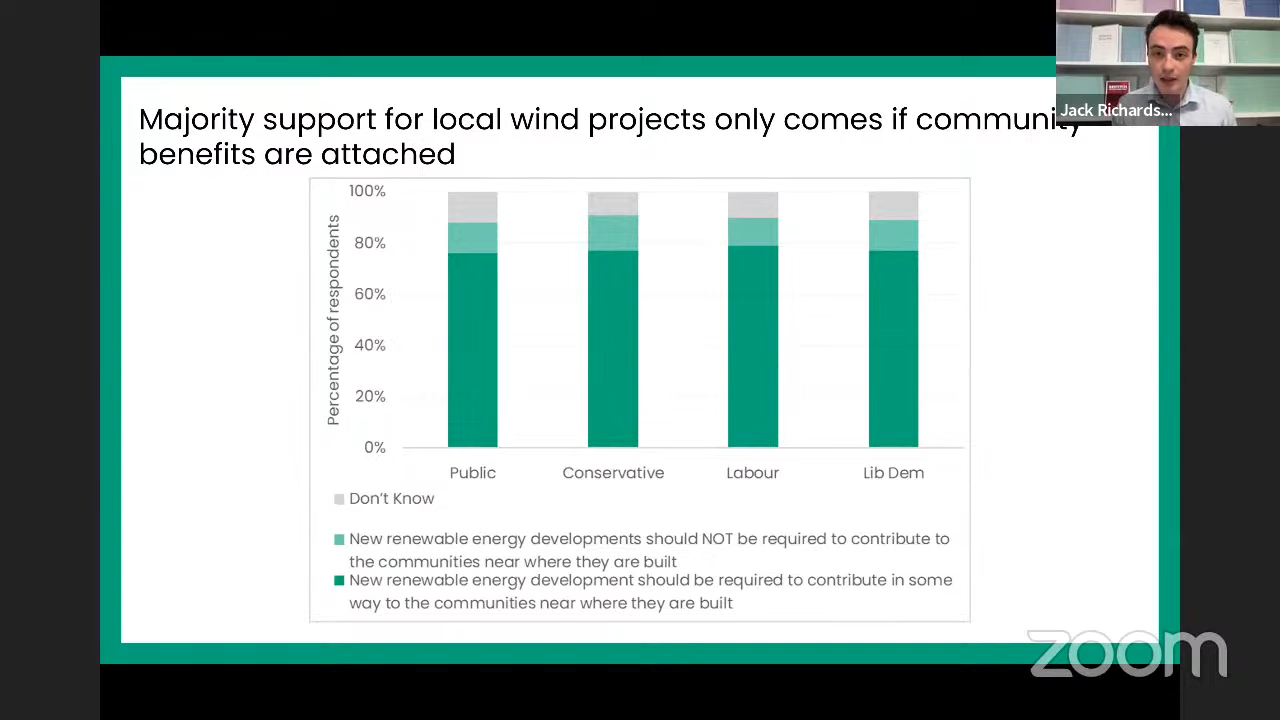 Majority support for local wind projects only comes if community
benefits are attached
Jack Richards...
Percentage of respondents
100%
80%
60%
40%
20%
0%
Public
Conservative
Labour
Lib Dem
Don't Know
New renewable energy developments should NOT be required to contribute to
the communities near where they are built
New renewable energy development should be required to contribute in some
way to the communities near where they are built
zoom